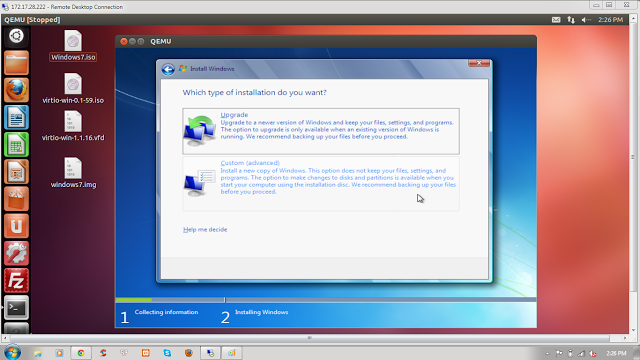 172.17.28.222 - Remote Desktop Connection
QEMU [Stopped]
2:26 PM
Windows7.iso
virtio-win-0.1-59.iso
virtio-win-1.1.16.vfd
windows7.img
QEMU
Install Windows
Which type of installation do you want?
Upgrade
Upgrade to a newer version of Windows and keep your files, settings, and programs.
The option to upgrade is only available when an existing version of Windows is
running. We recommend backing up your files before you proceed.
Custom (advanced)
Install a new copy of Windows. This option does not keep your files, settings, and
programs. The option to make changes to disks and partitions is available when you
start your computer using the installation disc. We recommend backing up your files
before you proceed.
Help me decide
1 Collecting information
2 Installing Windows
2:26 PM